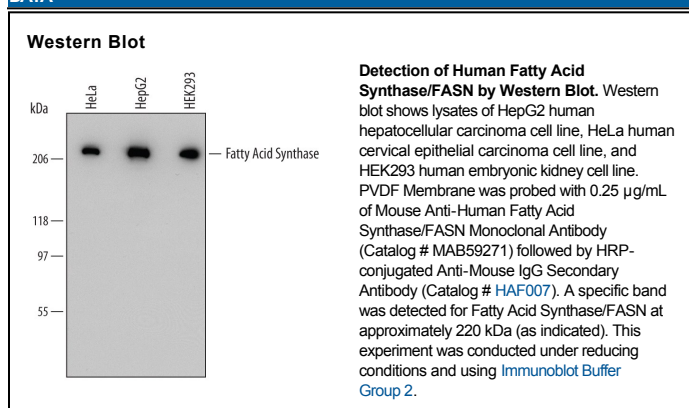 Western Blot
kDa
HeLa
HepG2
HEK293
206
Fatty Acid Synthase
118
97
55
Detection of Human Fatty Acid
Synthase/FASN by Western Blot. Western
blot shows lysates of HepG2 human
hepatocellular carcinoma cell line, HeLa human
cervical epithelial carcinoma cell line, and
HEK293 human embryonic kidney cell line.
PVDF Membrane was probed with 0.25 µg/mL
of Mouse Anti-Human Fatty Acid
Synthase/FASN Monoclonal Antibody
(Catalog # MAB59271) followed by HRP-
conjugated Anti-Mouse IgG Secondary
Antibody (Catalog # HAF007). A specific band
was detected for Fatty Acid Synthase/FASN at
approximately 220 kDa (as indicated). This
experiment was conducted under reducing
conditions and using Immunoblot Buffer
Group 2.